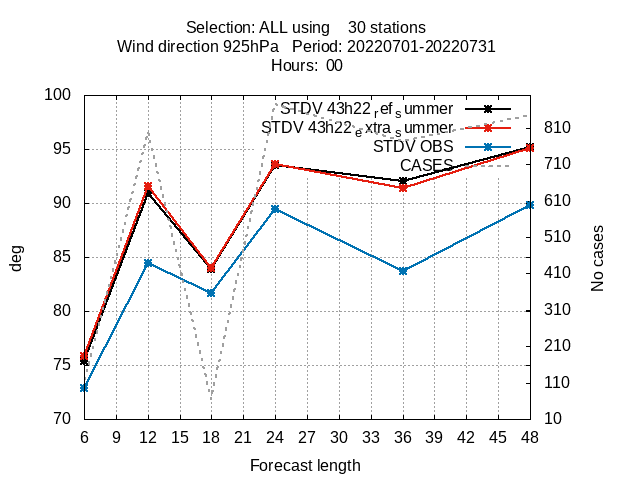 Selection: ALL using    30 stations
Wind direction 925hPa   Period: 20220701-20220731
Hours:  00
STDV 43h22_ref_summer
STDV 43h22_extra_summer
STDV OBS
CASES
100
95
90
85
80
75
70
deg
810
710
610
510
410
310
210
110
10
No cases
6 9 12 15 18 21 24 27 30 33 36 39 42 45 48
Forecast length